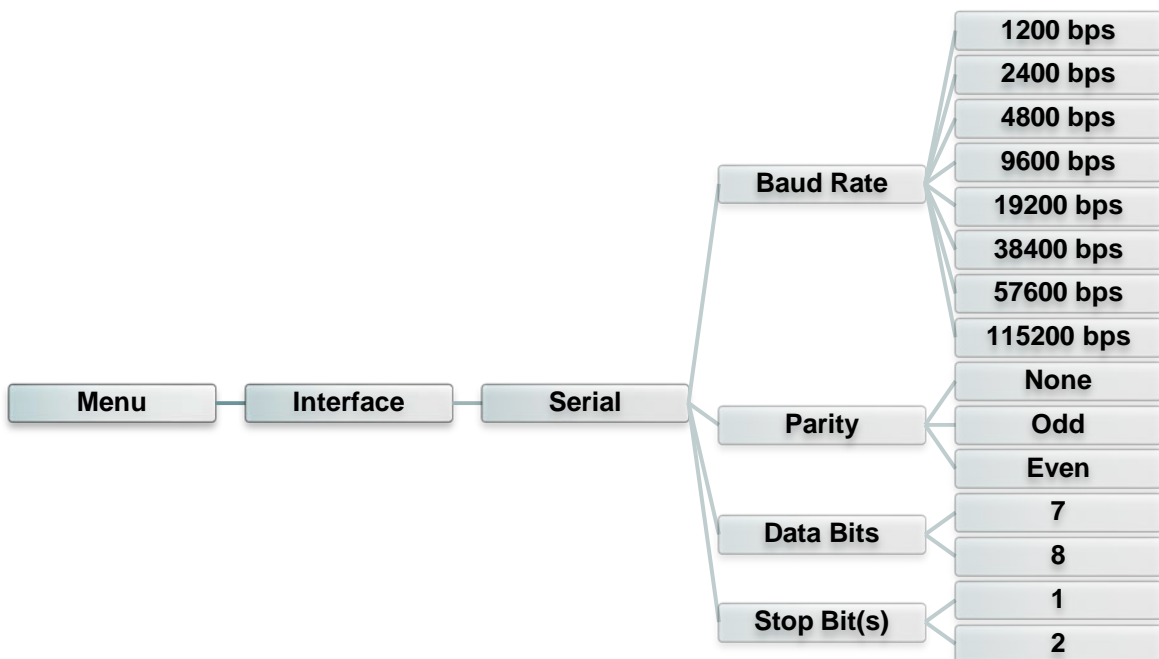 1200 bps
2400 bps
4800 bps
9600 bps
Baud Rate
19200 bps
38400 bps
57600 bps
115200 bps
Menu
Interface
Serial
None
Parity
Odd
Even
7
Data Bits
8
1
Stop Bit(s)
2